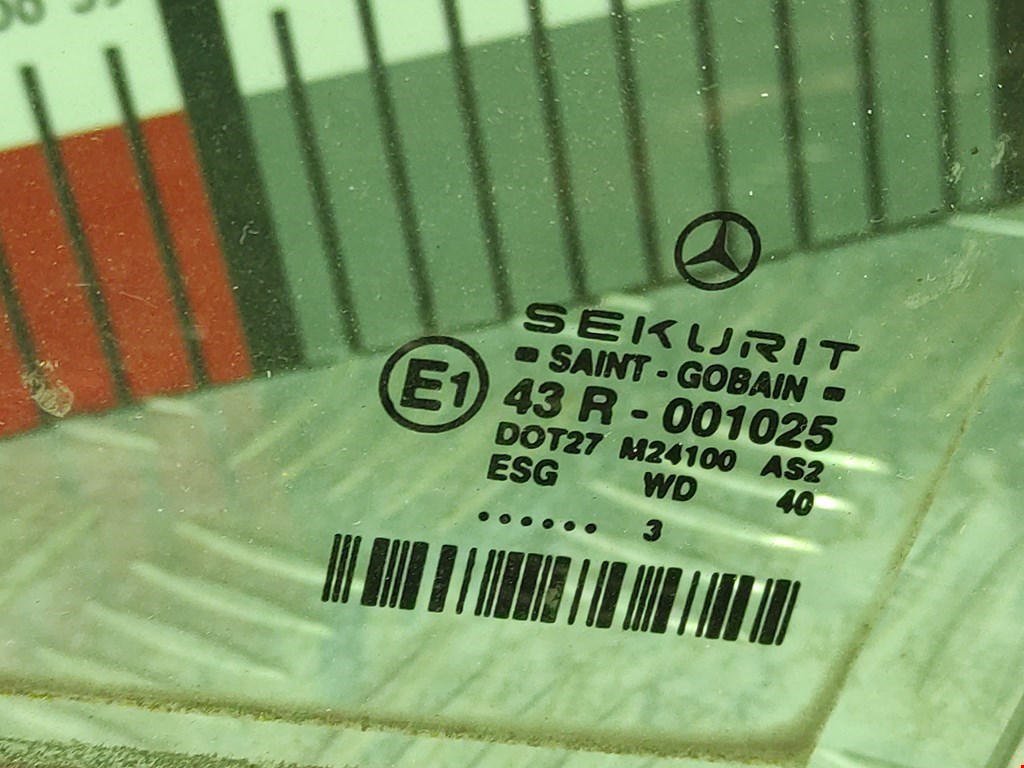 SEKURIT
SAINT - GOBAIN
E1
43 R - 001025
DOT27 M24100 AS2
ESG WD 40
...... 3